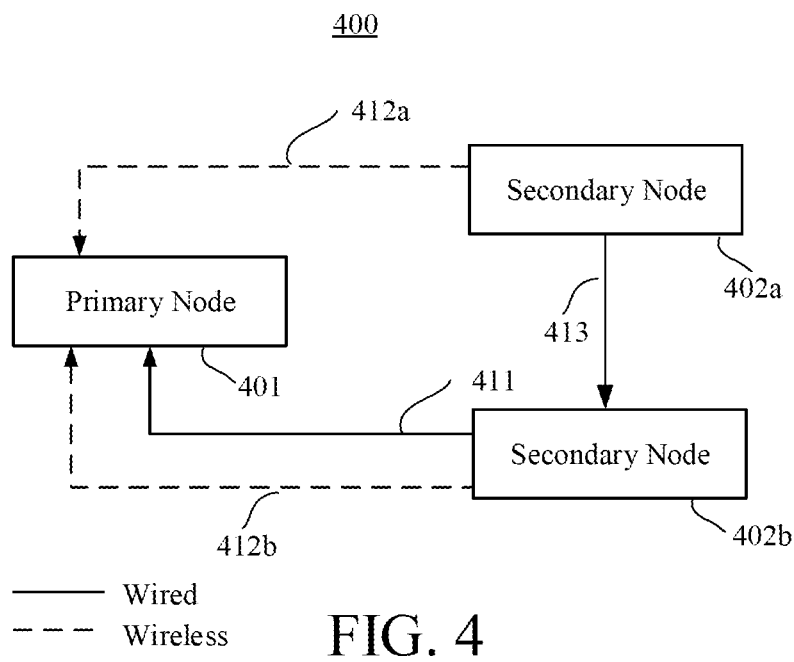 400
412a
Secondary Node
402a
Primary Node
401
413
411
Secondary Node
402b
412b
Wired
Wireless
FIG. 4